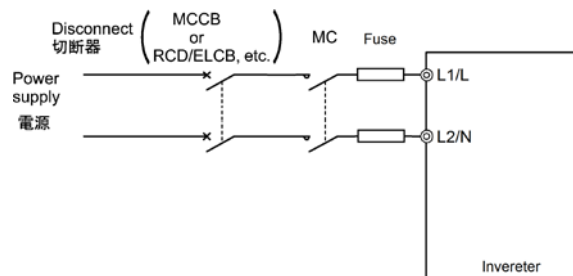 Disconnect
切断器
(MCCB
or
RCD/ELCB, etc.)
MC
Fuse
Power
supply
電源
L1/L
L2/N
Invereter